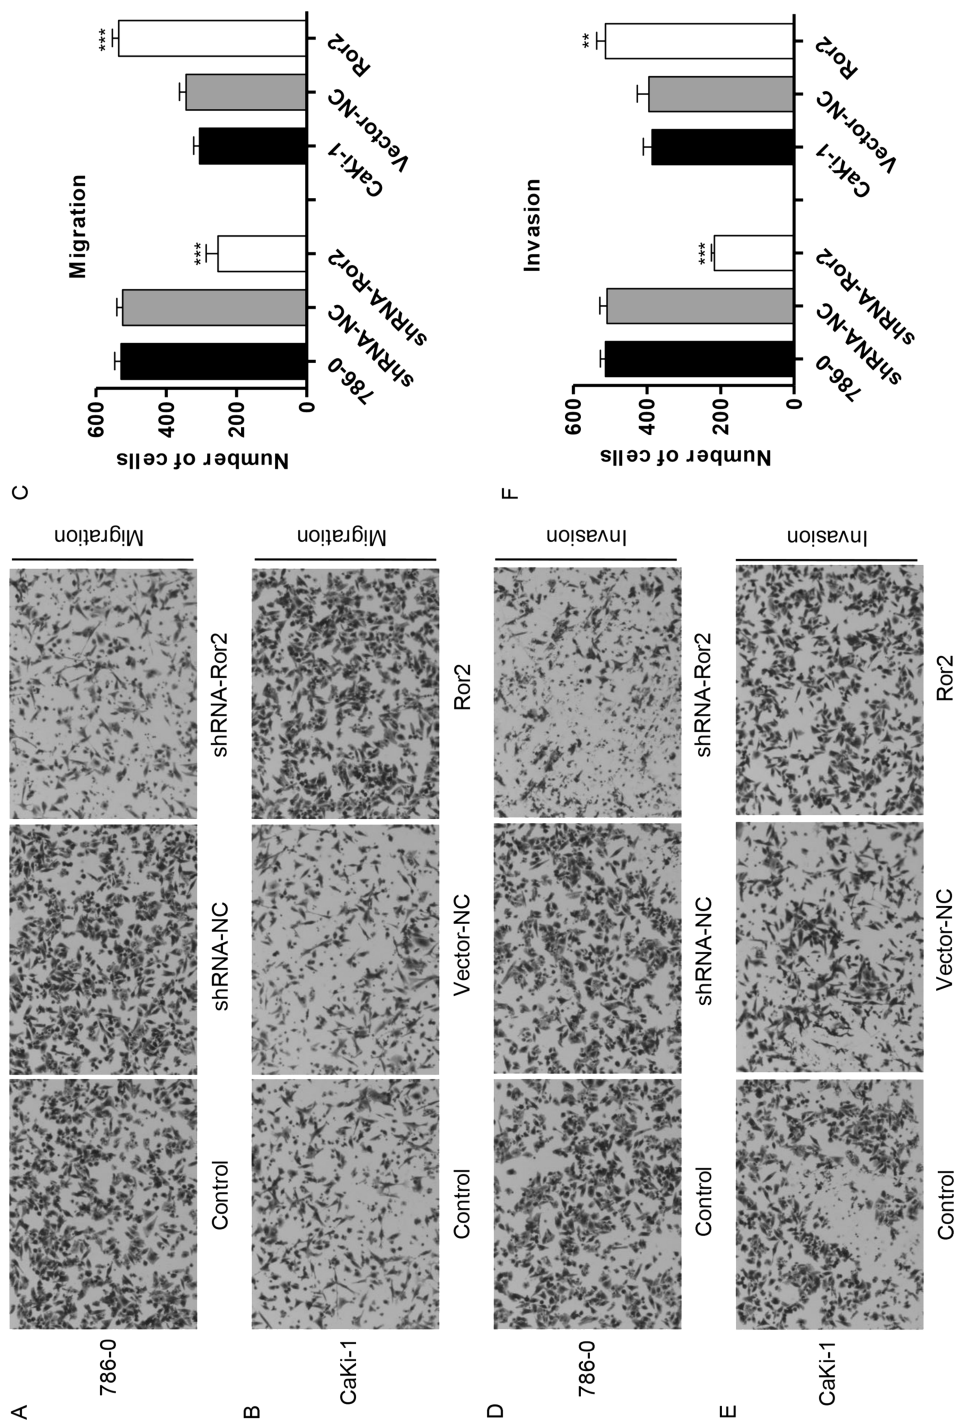 A
786-0
Control
shRNA-NC
shRNA-Ror2
Migration
B
CaKi-1
Control
Vector-NC
Ror2
Migration
C
Migration
Number of cells
600
400
200
0
***
***
786-0
shRNA-NC
shRNA-Ror2
CaKi-1
Vector-NC
Ror2
D
786-0
Control
shRNA-NC
shRNA-Ror2
Invasion
E
CaKi-1
Control
Vector-NC
Ror2
Invasion
F
Invasion
Number of cells
600
400
200
0
***
**
786-0
shRNA-NC
shRNA-Ror2
CaKi-1
Vector-NC
Ror2